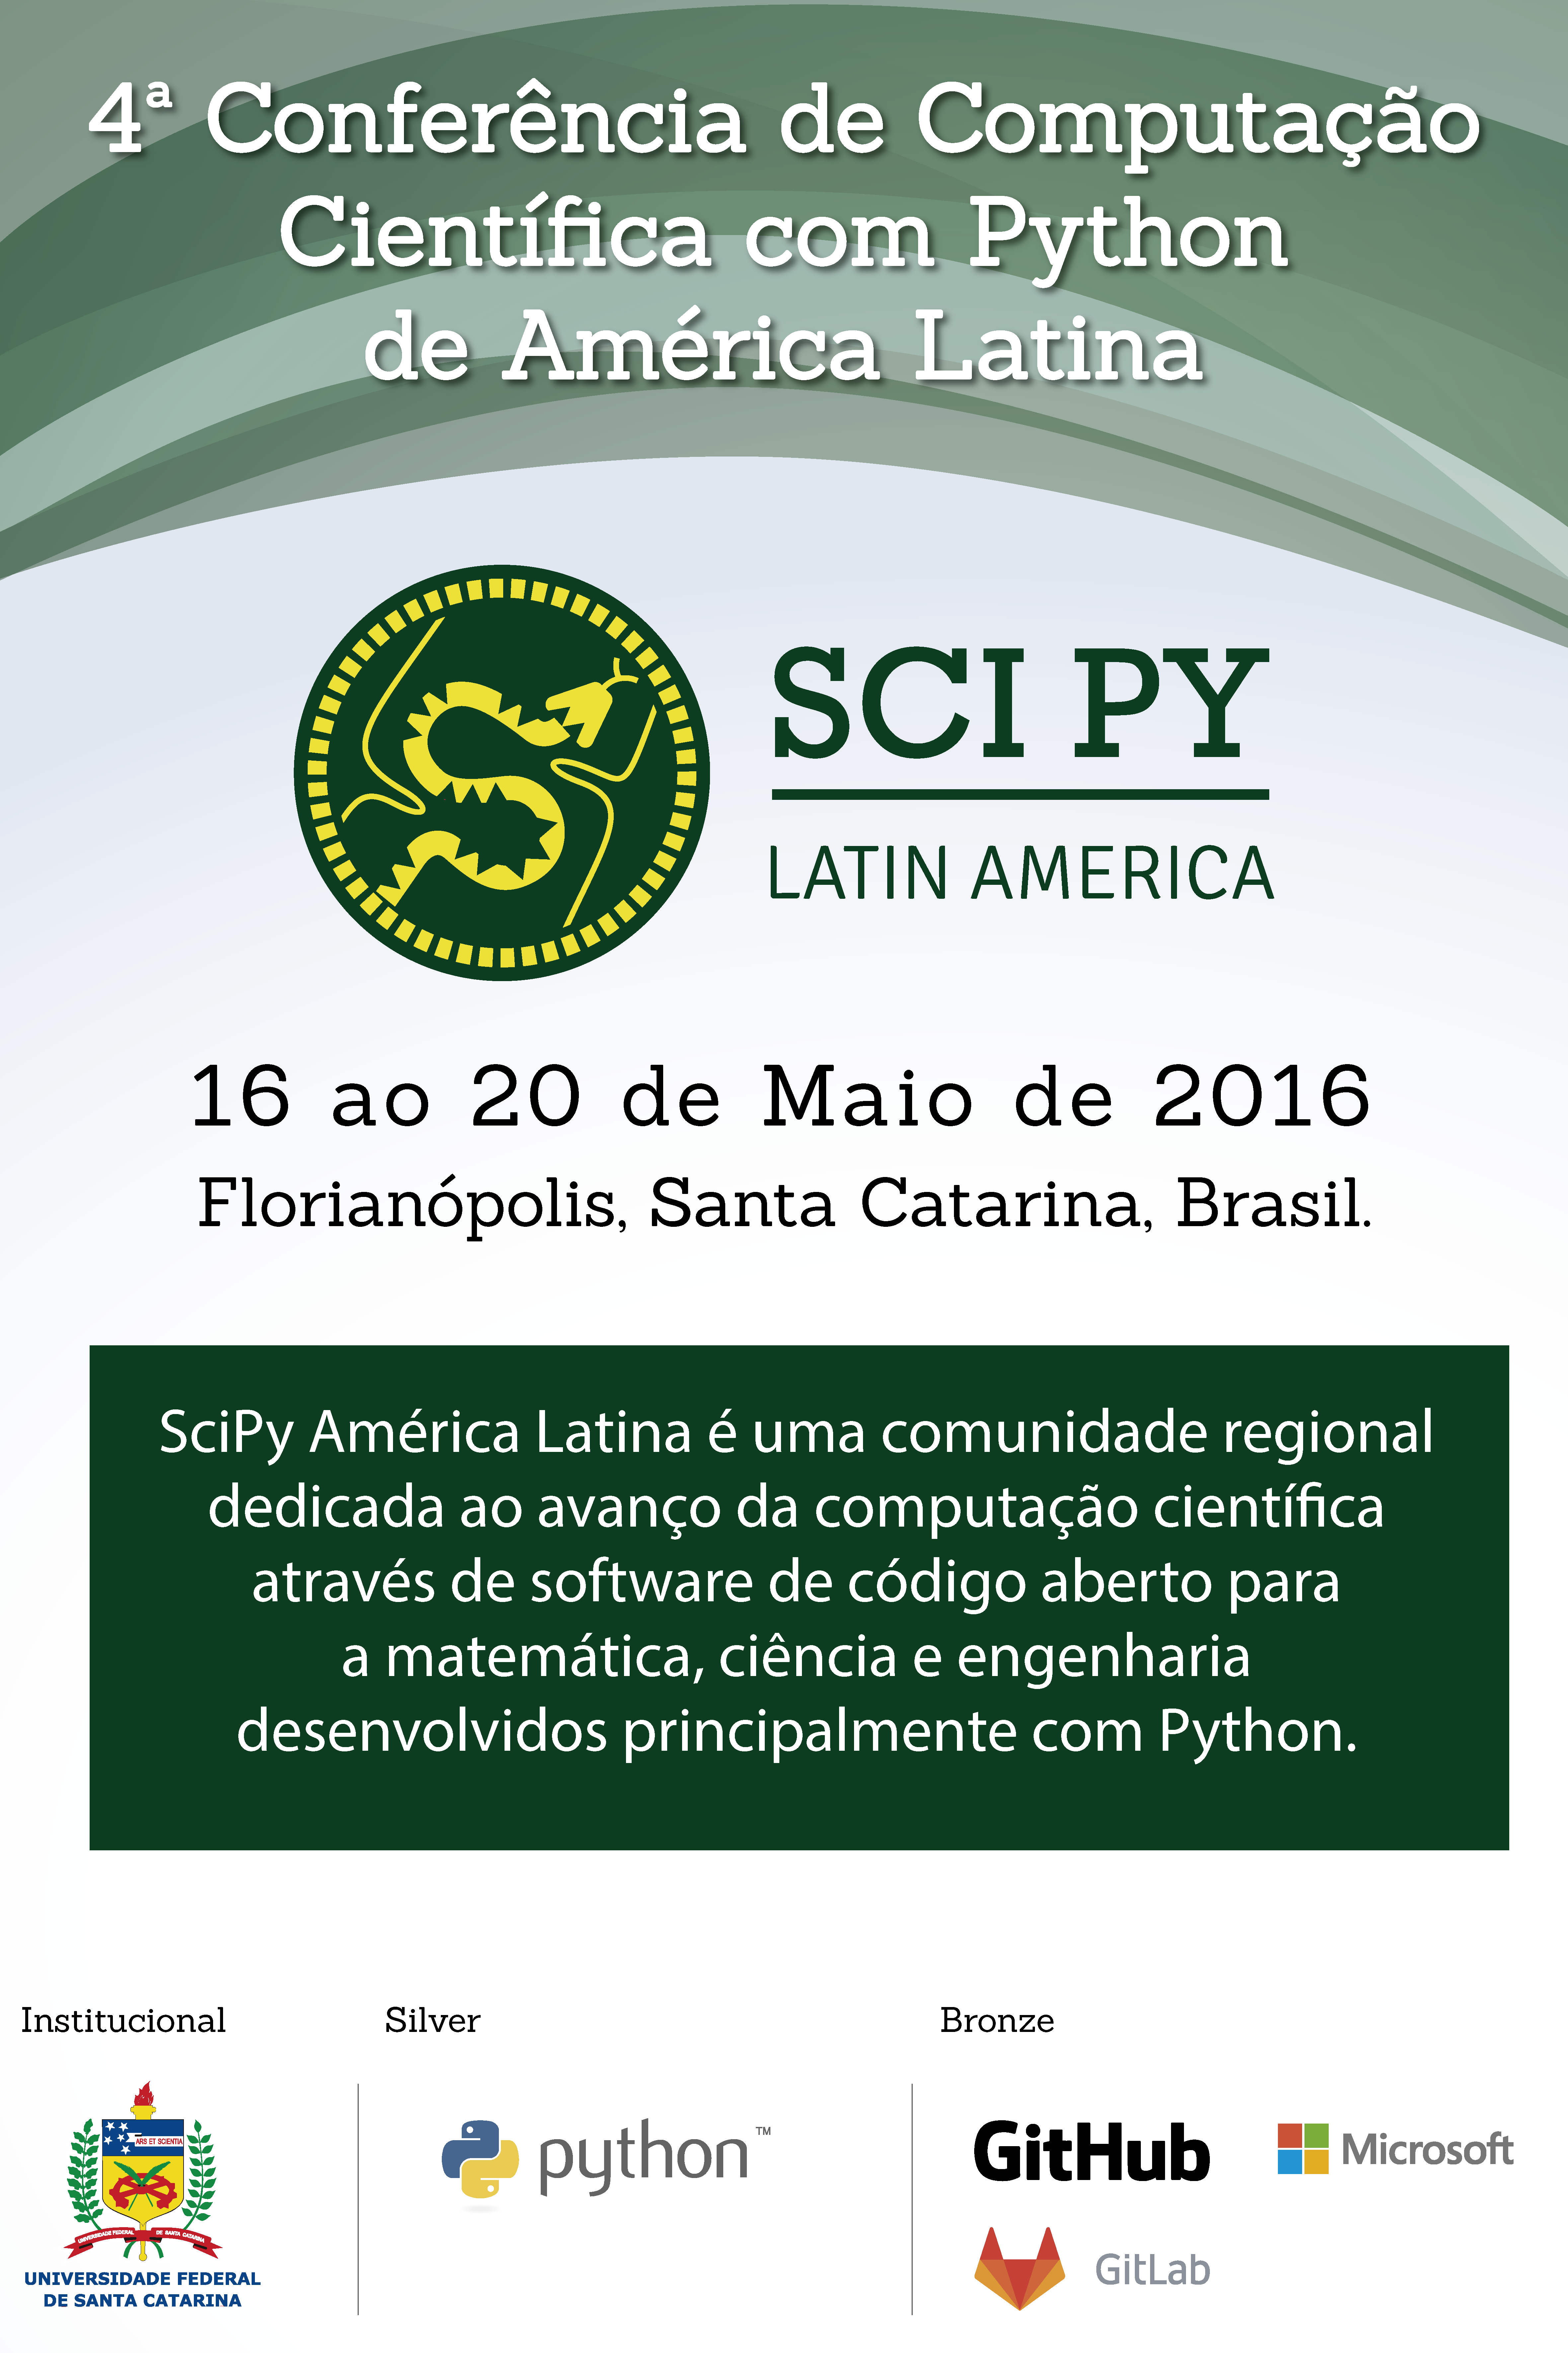 4ª Conferência de Computação
Científica com Python
de América Latina
SCI PY
LATIN AMERICA
16 ao 20 de Maio de 2016
Florianópolis, Santa Catarina, Brasil.
SciPy América Latina é uma comunidade regional
dedicada ao avanço da computação científica
através de software de código aberto para
a matemática, ciência e engenharia
desenvolvidos principalmente com Python.
Institucional
ARS ET SCIENTIA
UNIVERSIDADE FEDERAL DE SANTA CATARINA
UNIVERSIDADE FEDERAL
DE SANTA CATARINA
Silver
python™
Bronze
GitHub
Microsoft
GitLab